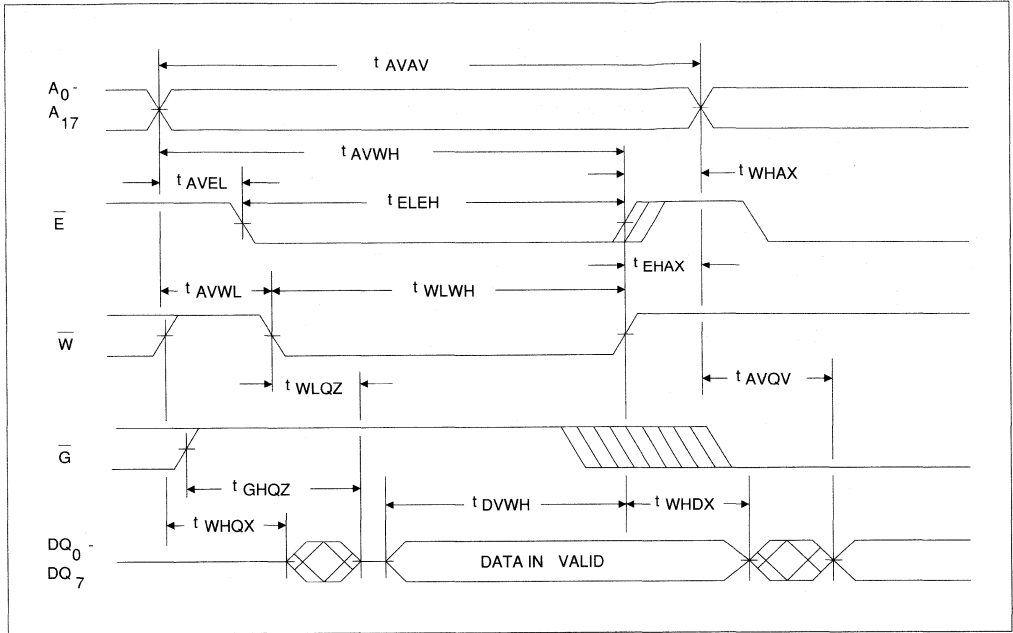 t AVAV
A0-
A17
t AVWH
t WHAX
t AVEL
t ELEH
E
t EHAX
t AVWL
t WLWH
W
t WLQZ
t AVQV
G
t GHQZ
t DVWH
t WHDX
t WHQX
DQ0-
DQ7
DATA IN VALID